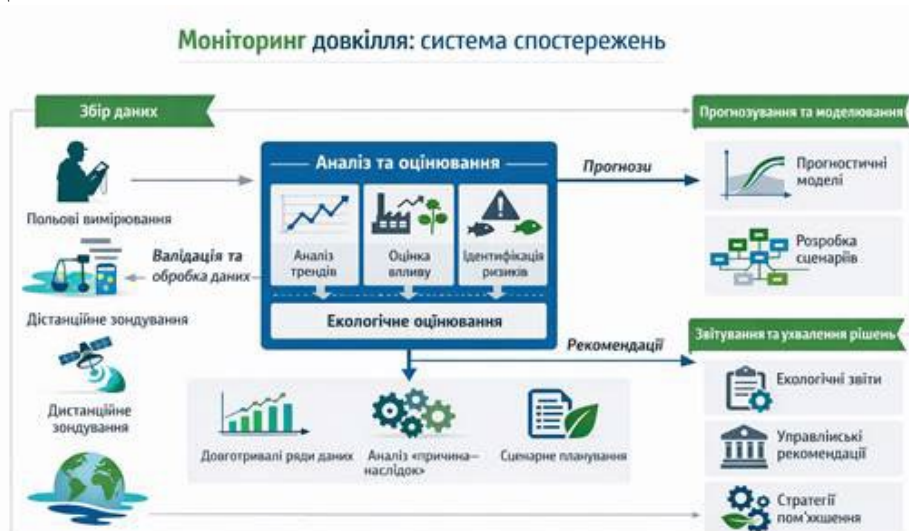 Моніторинг довкілля: система спостережень
Збір даних
Польові вимірювання
Валідація та
обробка даних
Дістанційне зондування
Дистанційне
зондування
Аналіз та оцінювання
Аналіз
трендів
Оцінка
впливу
Ідентифікація
ризиків
Екологічне оцінювання
Прогнози
Рекомендації
Довготривалі ряди даних
Аналіз «причина—
наслідок»
Сценарне планування
Прогнозування та моделювання
Прогностичні
моделі
Розробка
сценаріїв
Звітування та ухвалення рішень
Екологічні звіти
Управліиські
рекомендації
Стратегії
пом'якшення